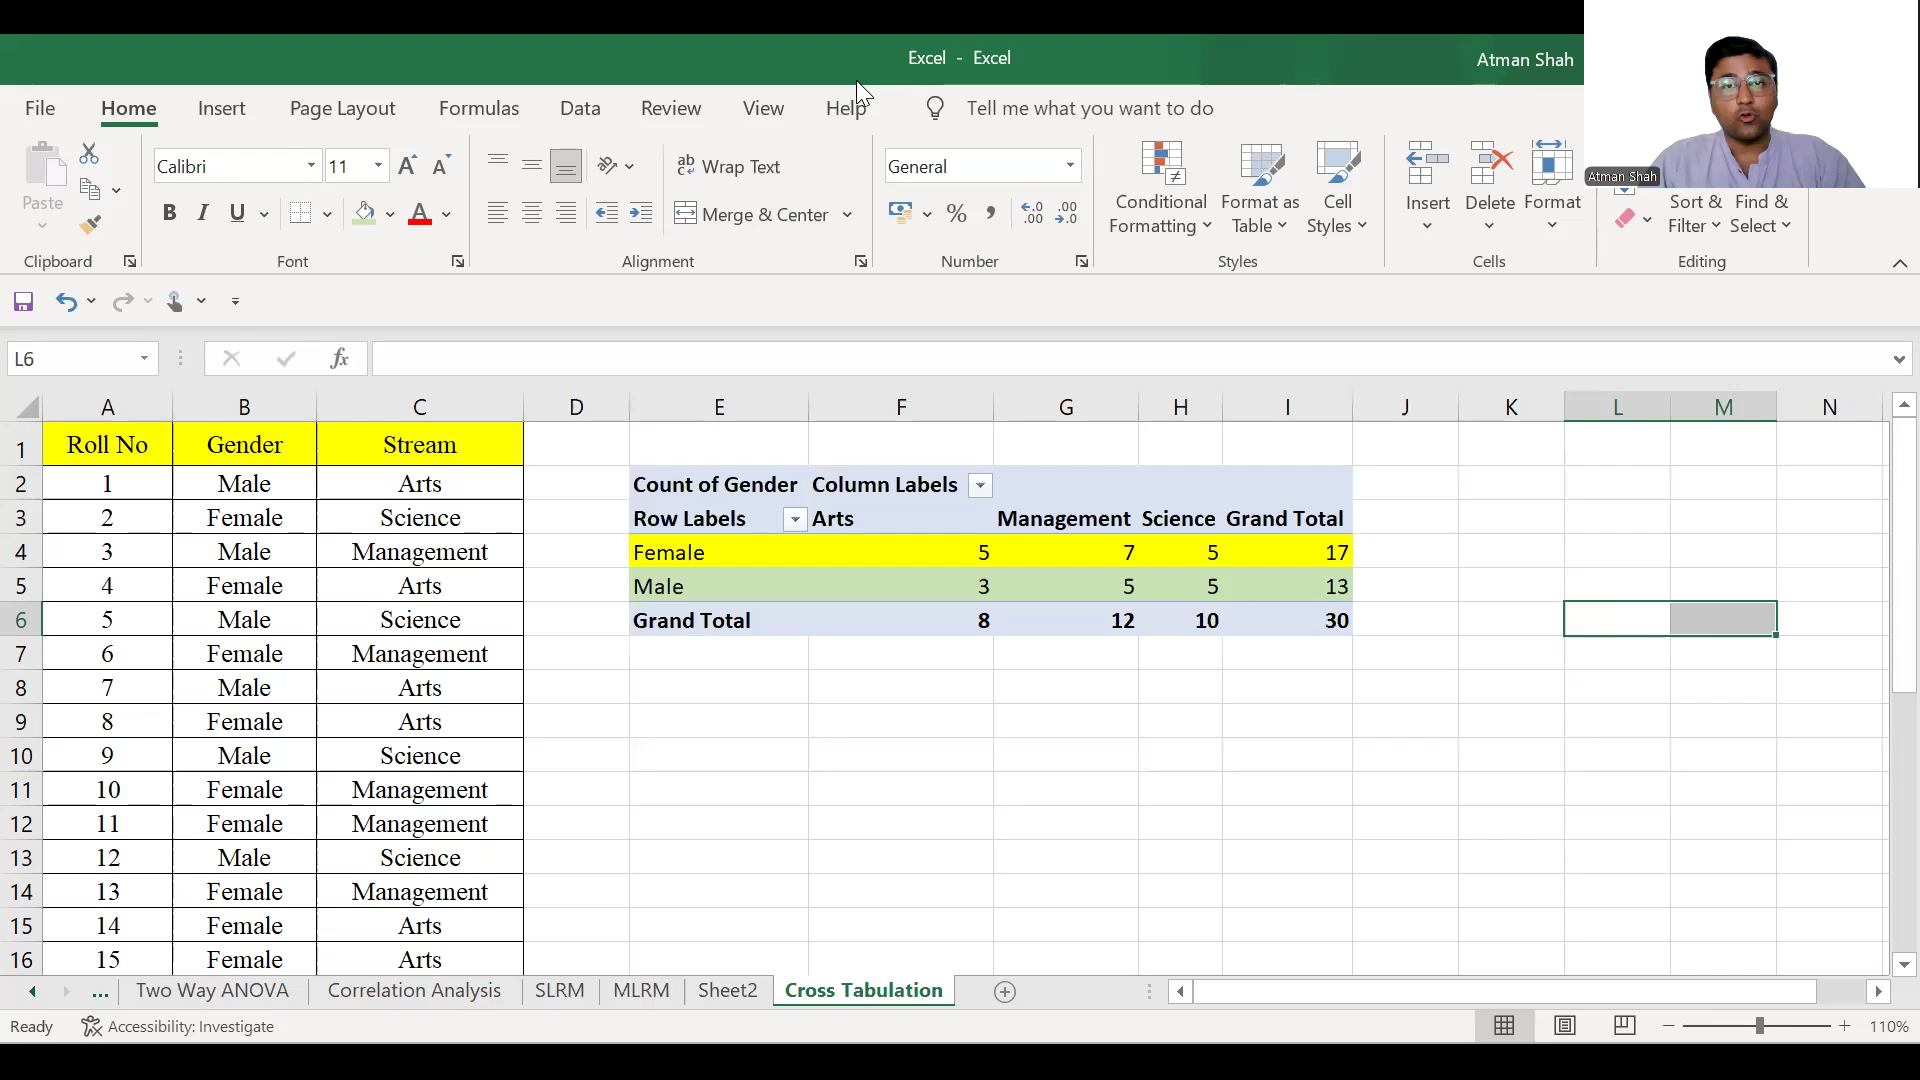 Excel - Excel
Atman Shah
Atman Shah
File Home Insert Page Layout Formulas Data Review View Help Tell me what you want to do
Paste
Clipboard
Calibri 11
B I U A
Font
ab Wrap Text
Merge & Center
Alignment
General
% , .0 .00 .00 .0
Number
Conditional Formatting
Format as Table
Cell Styles
Styles
Insert Delete Format
Cells
Sort & Filter
Find & Select
Editing
L6 fx
A B C D E F G H I J K L M N
1 Roll No Gender Stream
2 1 Male Arts Count of Gender Column Labels
3 2 Female Science Row Labels Arts Management Science Grand Total
4 3 Male Management Female 5 7 5 17
5 4 Female Arts Male 3 5 5 13
6 5 Male Science Grand Total 8 12 10 30
7 6 Female Management
8 7 Male Arts
9 8 Female Arts
10 9 Male Science
11 10 Female Management
12 11 Female Management
13 12 Male Science
14 13 Female Management
15 14 Female Arts
16 15 Female Arts
... Two Way ANOVA Correlation Analysis SLRM MLRM Sheet2 Cross Tabulation
Ready Accessibility: Investigate 110%